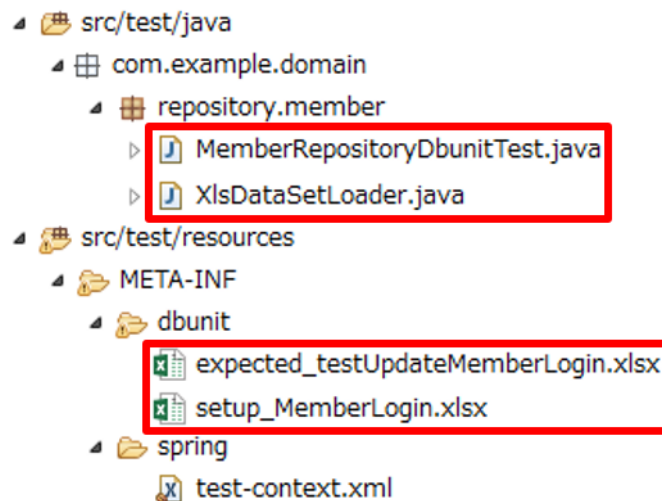 src/test/java
com.example.domain
repository.member
MemberRepositoryDbunitTest.java
XlsDataSetLoader.java
src/test/resources
META-INF
dbunit
expected_testUpdateMemberLogin.xlsx
setup_MemberLogin.xlsx
spring
test-context.xml